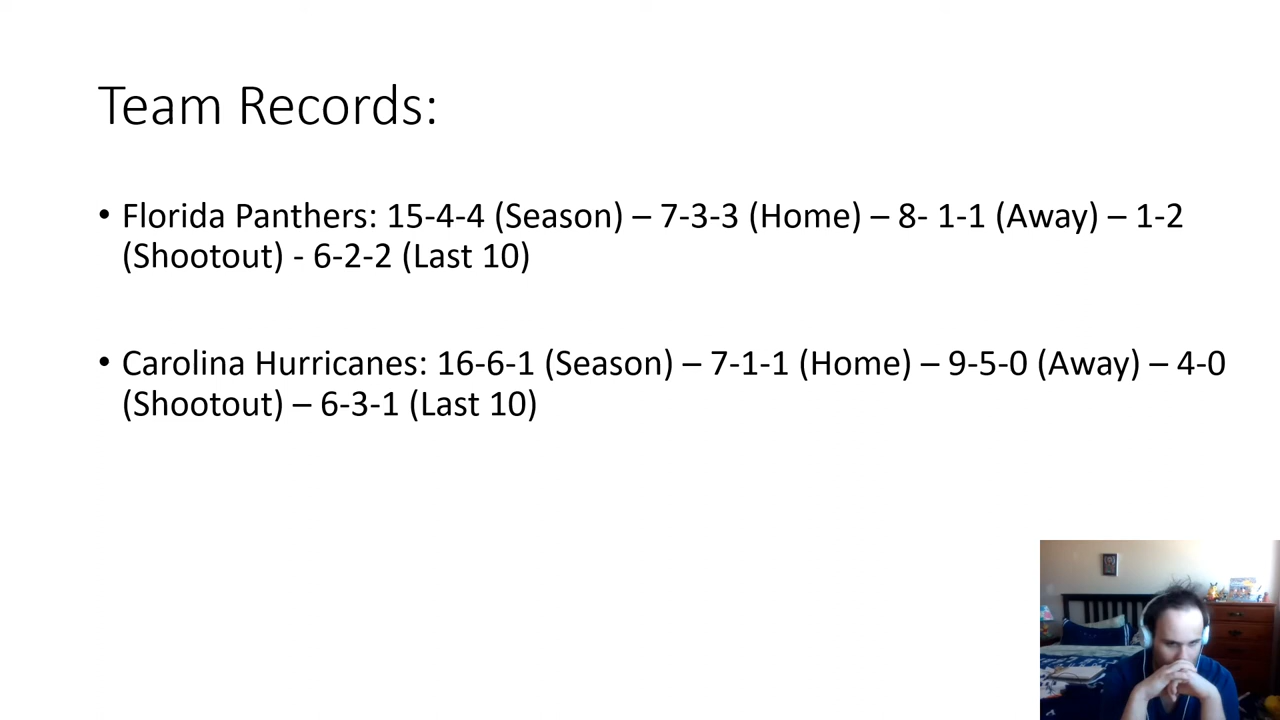 Team Records:
• Florida Panthers: 15-4-4 (Season) – 7-3-3 (Home) – 8- 1-1 (Away) – 1-2
(Shootout) - 6-2-2 (Last 10)
• Carolina Hurricanes: 16-6-1 (Season) – 7-1-1 (Home) – 9-5-0 (Away) – 4-0
(Shootout) – 6-3-1 (Last 10)